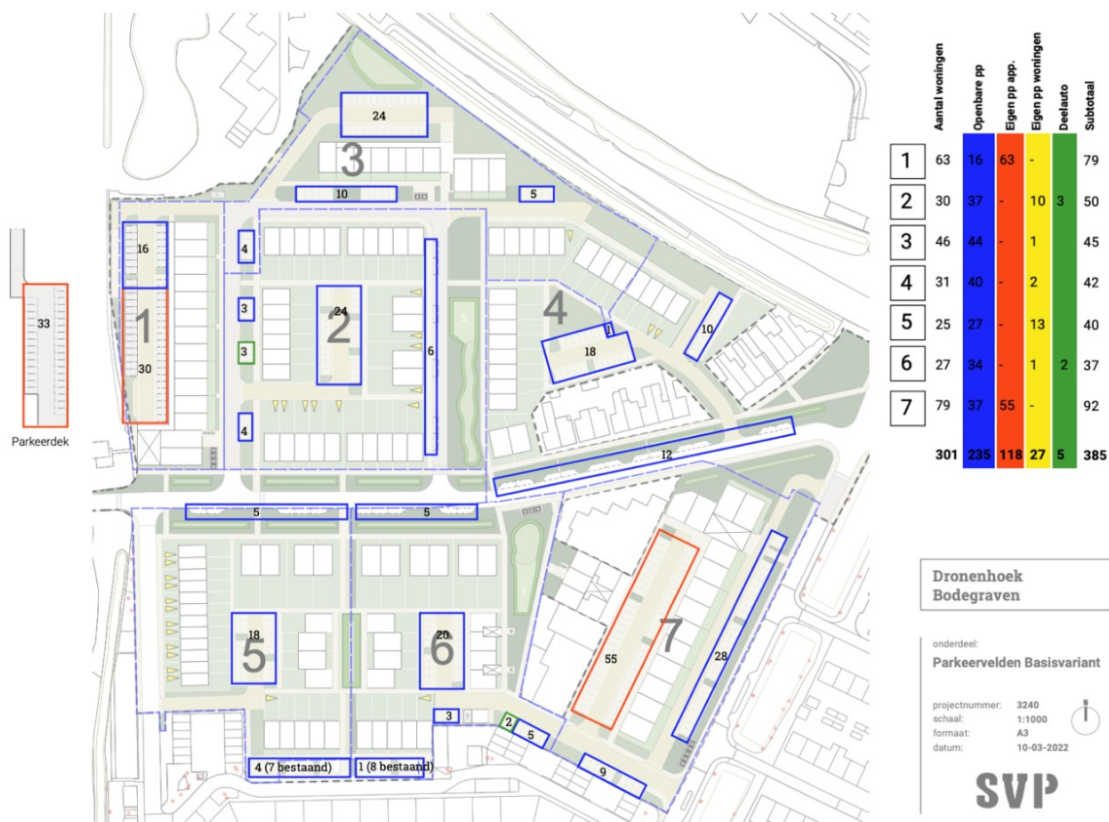 Aantal woningen
Openbare pp
Eigen pp app.
Eigen pp woningen
Deelauto
Subtotaal
1 63 16 63 - 79
2 30 37 - 10 3 50
3 46 44 - 1 45
4 31 40 - 2 42
5 25 27 - 13 40
6 27 34 - 1 2 37
7 79 37 55 - 92
301 235 118 27 5 385
24
3
10
5
4
16
33
1
30
Parkeerdek
3
3
4
2
24
6
4
1
18
10
12
5
5
18
5
20
6
55
7
28
3
2
5
9
4 (7 bestaand)
1 (8 bestaand)
Dronenhoek
Bodegraven
onderdeel:
Parkeervelden Basisvariant
projectnummer: 3240
schaal: 1:1000
formaat: A3
datum: 10-03-2022
N
SVP